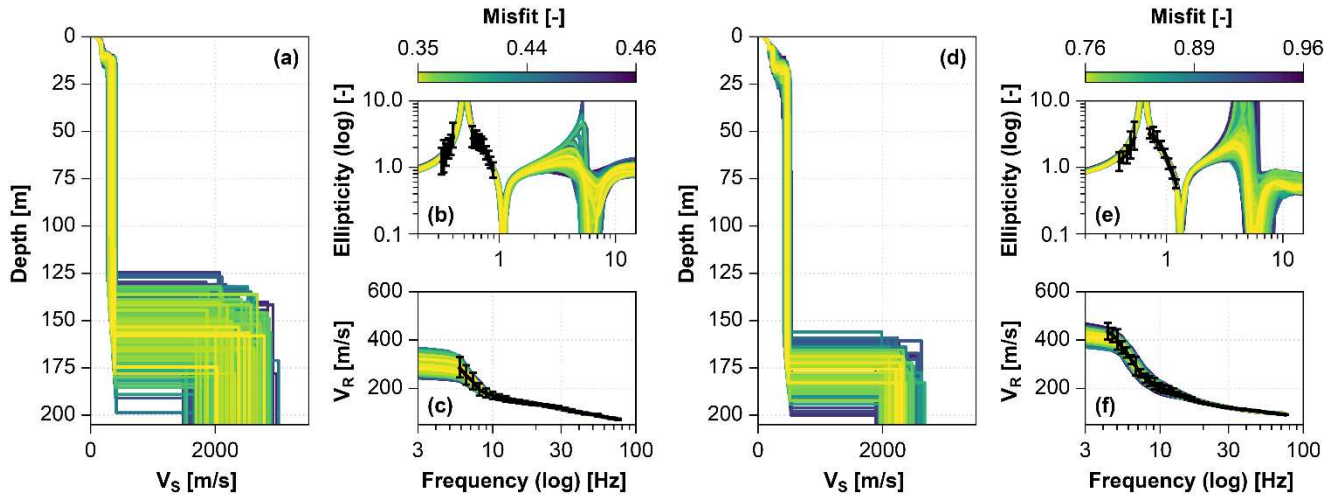 Misfit [-]
0.35 0.44 0.46
(a)
0
25
50
75
100
125
150
175
200
Depth [m]
0 2000
V_S [m/s]
Ellipticity (log) [-]
10.0
1.0
0.1
(b)
1 10
V_R [m/s]
600
400
200
(c)
3 10 30 100
Frequency (log) [Hz]
Misfit [-]
0.76 0.89 0.96
(d)
0
25
50
75
100
125
150
175
200
Depth [m]
0 2000
V_S [m/s]
Ellipticity (log) [-]
10.0
1.0
0.1
(e)
1 10
V_R [m/s]
600
400
200
(f)
3 10 30 100
Frequency (log) [Hz]